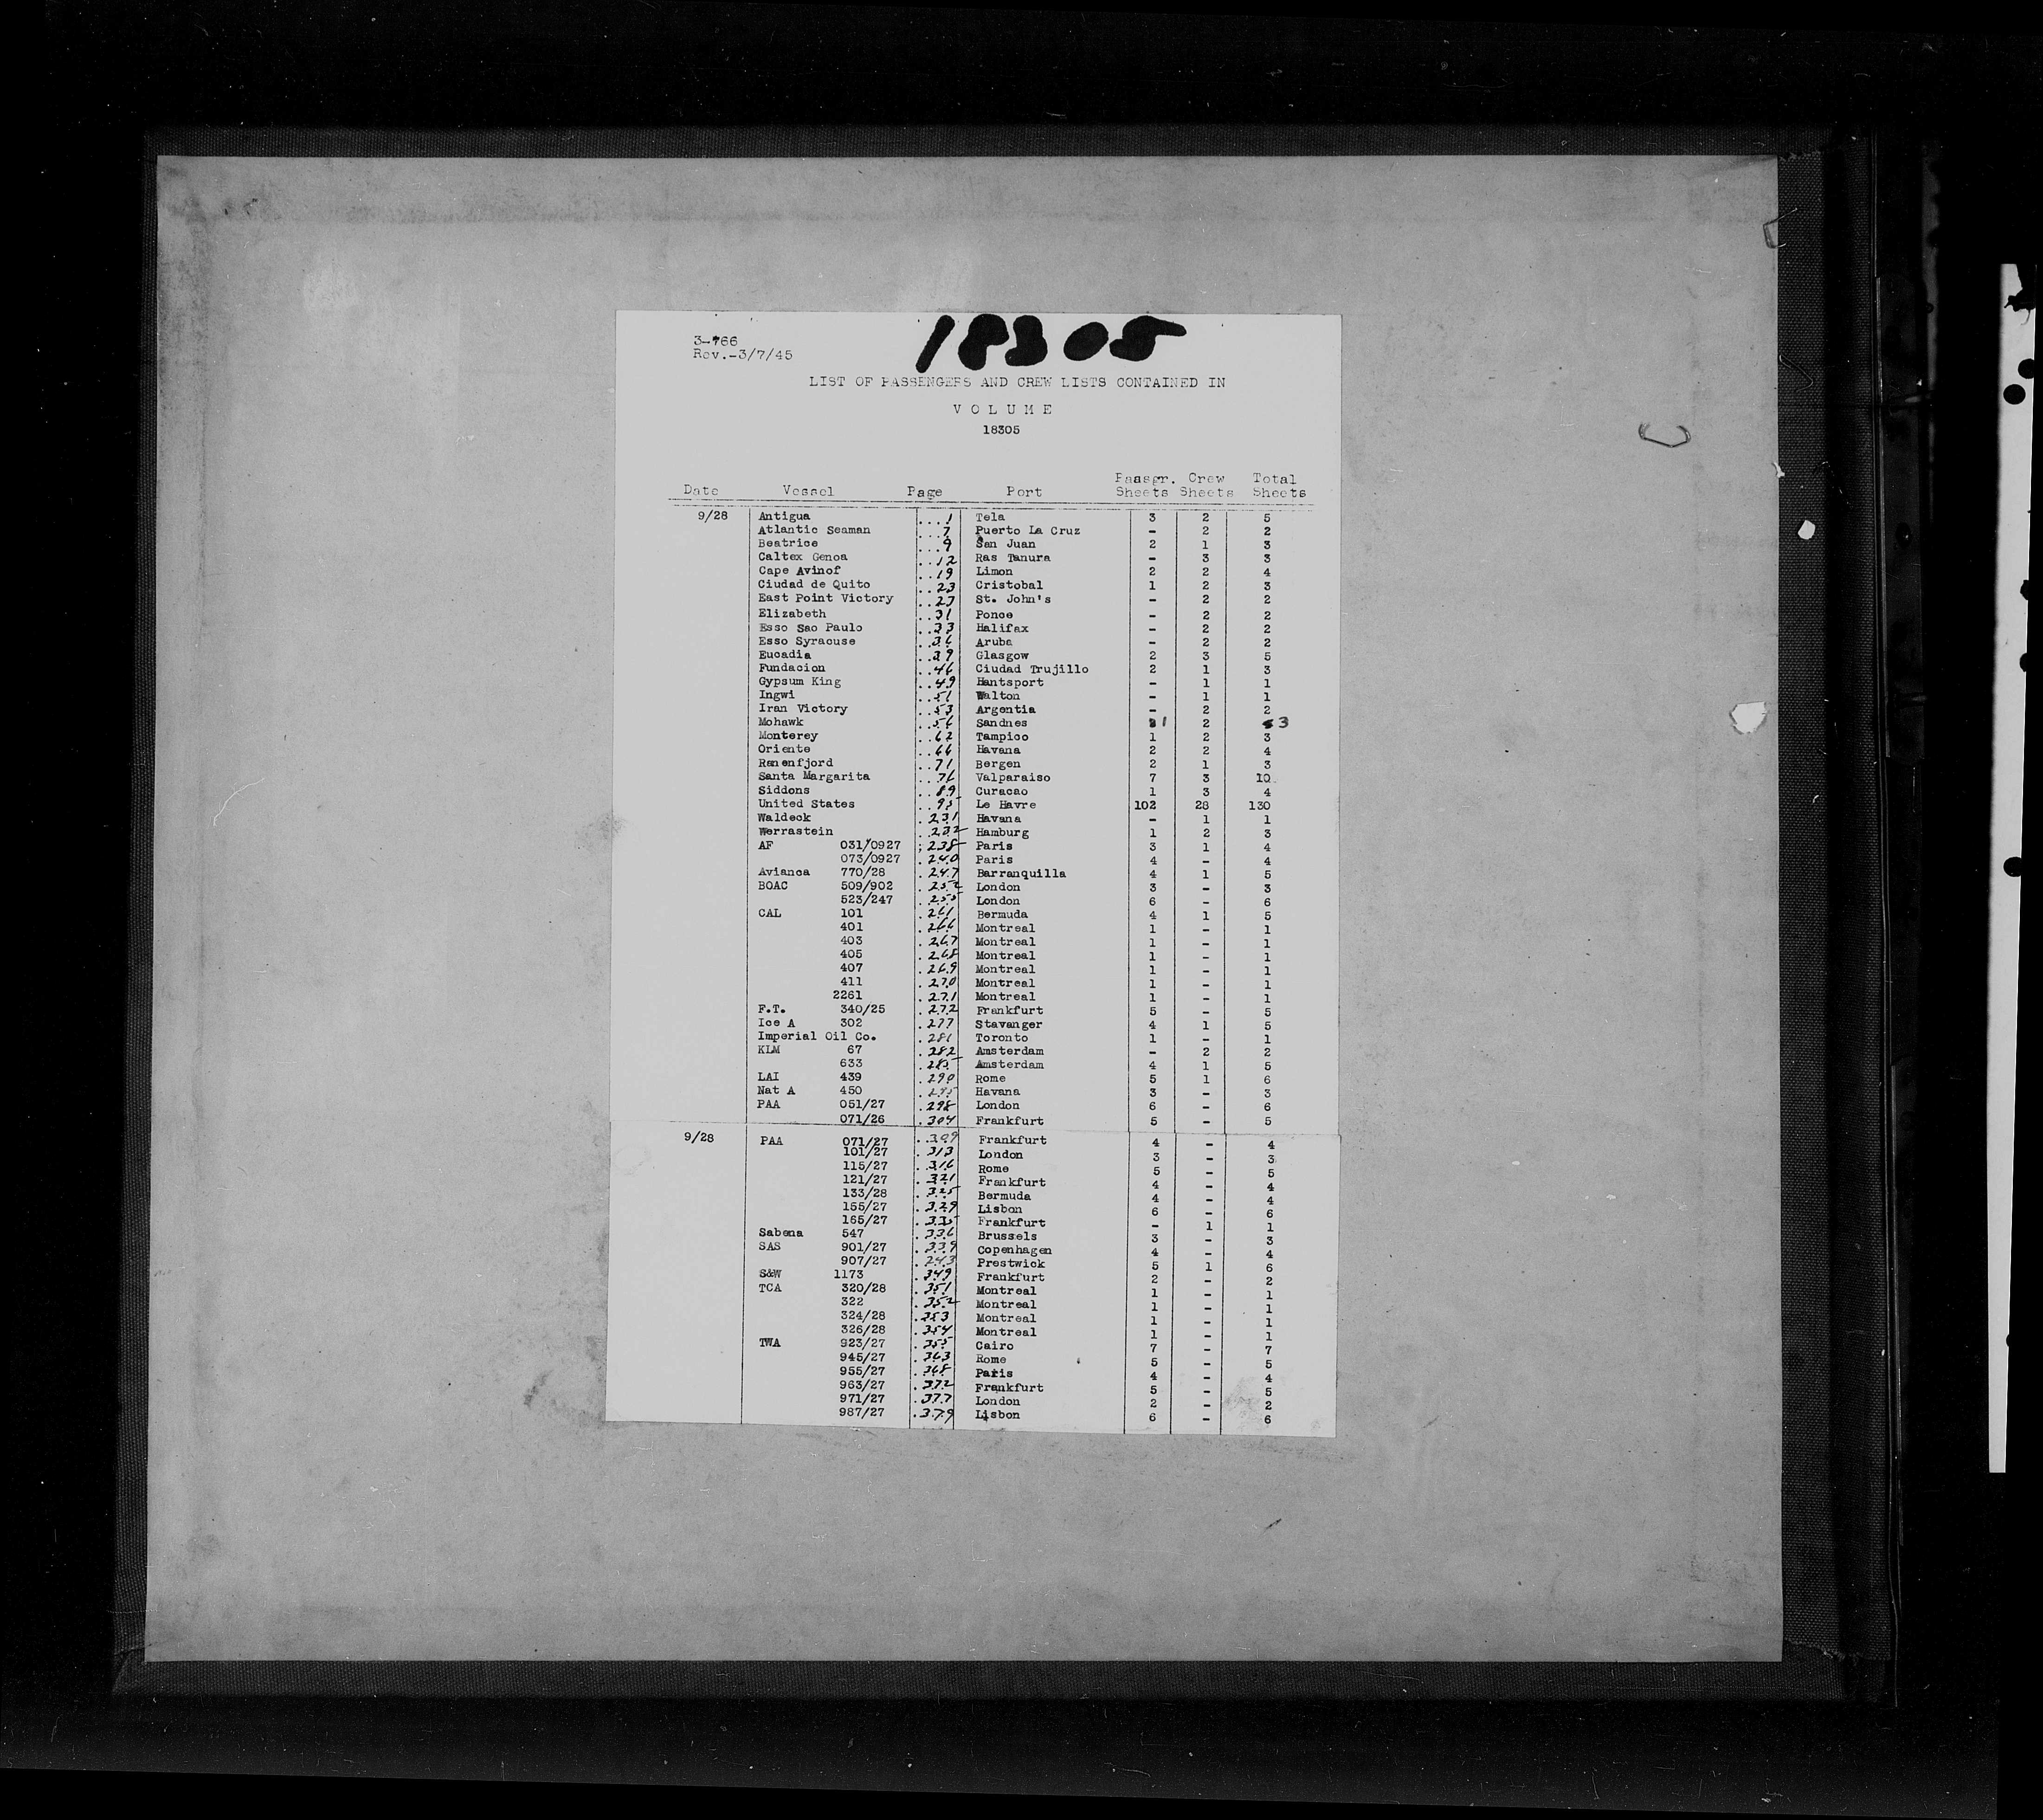 18305
3-766
Rev.-3/7/45
LIST OF PASSENGERS AND CREW LISTS CONTAINED IN
VOLUME
18305
Date Vessel Page Port Passgr. Sheets Crew Sheets Total Sheets
9/28 Antigua ...1 Tela 3 2 5
Atlantic Seaman ...7 Puerto La Cruz - 2 2
Beatrice ...9 San Juan 2 1 3
Caltex Genoa ..12 Ras Tanura - 3 3
Cape Avinof ..19 Limon 2 2 4
Ciudad de Quito ..23 Cristobal 1 2 3
East Point Victory ..27 St. John's - 2 2
Elizabeth ..31 Ponce - 2 2
Esso Sao Paulo ..33 Halifax - 2 2
Esso Syracuse ..36 Aruba - 2 2
Eucadia ..39 Glasgow 2 3 5
Fundacion ..46 Ciudad Trujillo 2 1 3
Gypsum King ..49 Hantsport - 1 1
Ingwi ..51 Walton - 1 1
Iran Victory ..53 Argentia - 2 2
Mohawk ..56 Sandnes 1 2 3
Monterey ..62 Tampico 1 2 3
Oriente ..66 Havana 2 2 4
Ranenfjord ..71 Bergen 2 1 3
Santa Margarita ..76 Valparaiso 7 3 10
Siddons ..89 Curacao 1 3 4
United States ..95 Le Havre 102 28 130
Waldeck .231 Havana - 1 1
Werrastein .232 Hamburg 1 2 3
AF 031/0927 .235 Paris 3 1 4
073/0927 .240 Paris 4 - 4
Avianca 770/28 .247 Barranquilla 4 1 5
BOAC 509/902 .252 London 3 - 3
523/247 .255 London 6 - 6
CAL 101 .261 Bermuda 4 1 5
401 .266 Montreal 1 - 1
403 .267 Montreal 1 - 1
405 .268 Montreal 1 - 1
407 .269 Montreal 1 - 1
411 .270 Montreal 1 - 1
2261 .271 Montreal 1 - 1
F.T. 340/25 .272 Frankfurt 5 - 5
Ice A 302 .277 Stavanger 4 1 5
Imperial Oil Co. .281 Toronto 1 - 1
KLM 67 .282 Amsterdam - 2 2
633 .285 Amsterdam 4 1 5
LAI 439 .290 Rome 5 1 6
Nat A 450 .295 Havana 3 - 3
PAA 051/27 .298 London 6 - 6
071/26 .304 Frankfurt 5 - 5
9/28 PAA 071/27 .309 Frankfurt 4 - 4
101/27 .313 London 3 - 3
115/27 .316 Rome 5 - 5
121/27 .321 Frankfurt 4 - 4
133/28 .325 Bermuda 4 - 4
155/27 .329 Lisbon 6 - 6
165/27 .335 Frankfurt - 1 1
Sabena 547 .336 Brussels 3 - 3
SAS 901/27 .339 Copenhagen 4 - 4
907/27 .243 Prestwick 5 1 6
S&W 1173 .349 Frankfurt 2 - 2
TCA 320/28 .351 Montreal 1 - 1
322 .352 Montreal 1 - 1
324/28 .353 Montreal 1 - 1
326/28 .354 Montreal 1 - 1
TWA 923/27 .355 Cairo 7 - 7
945/27 .363 Rome 5 - 5
955/27 .368 Paris 4 - 4
963/27 .372 Frankfurt 5 - 5
971/27 .377 London 2 - 2
987/27 .379 Lisbon 6 - 6